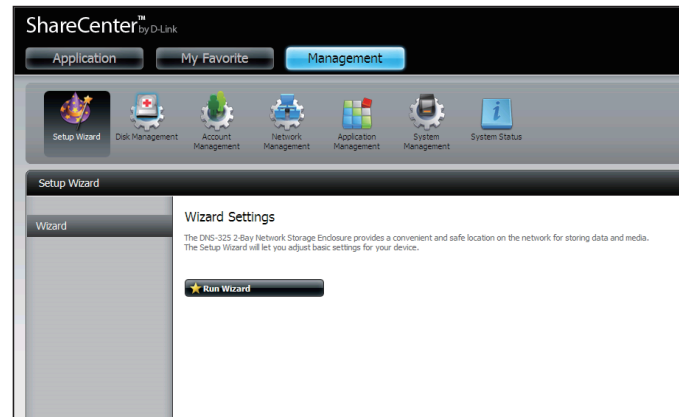 ShareCenter™ by D-Link
Application My Favorite Management
Setup Wizard Disk Management Account Management Network Management Application Management System Management System Status
Setup Wizard
Wizard
Wizard Settings
The DNS-325 2-Bay Network Storage Enclosure provides a convenient and safe location on the network for storing data and media.
The Setup Wizard will let you adjust basic settings for your device.
Run Wizard